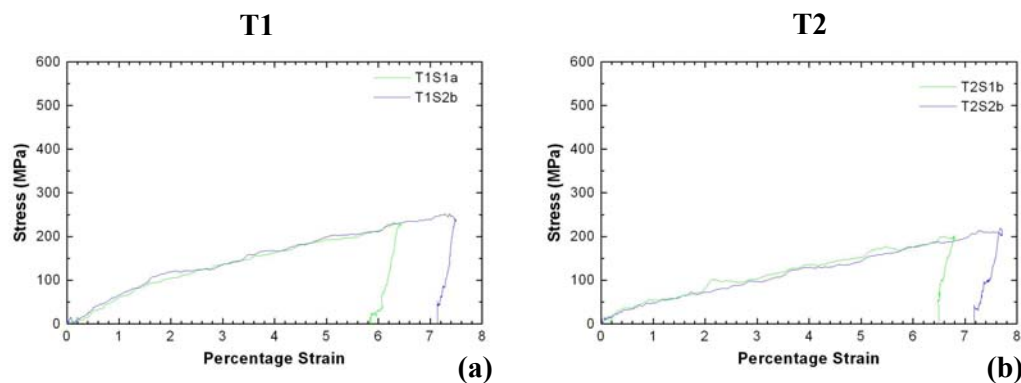 T1
T2
600
500
400
300
200
100
0
Stress (MPa)
T1S1a
T1S2b
0 1 2 3 4 5 6 7 8
Percentage Strain
(a)
600
500
400
300
200
100
0
Stress (MPa)
T2S1b
T2S2b
0 1 2 3 4 5 6 7 8
Percentage Strain
(b)